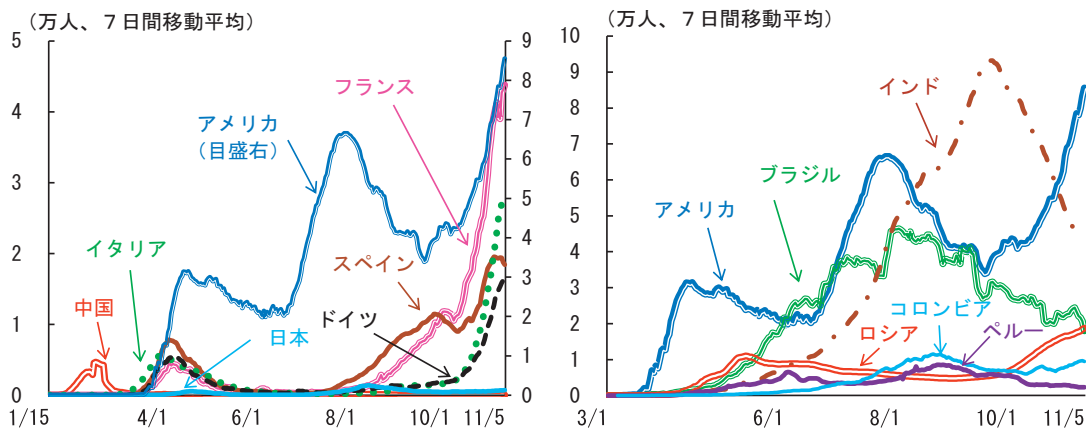 （万人、７日間移動平均）
5
4
3
2
1
0
9
8
7
6
5
4
3
2
1
0
フランス
アメリカ
（目盛右）
イタリア
スペイン
中国
日本
ドイツ
1/15
4/1
6/1
8/1
10/1
11/5
（万人、７日間移動平均）
10
9
8
7
6
5
4
3
2
1
0
インド
ブラジル
アメリカ
コロンビア
ロシア
ペルー
3/1
6/1
8/1
10/1
11/5